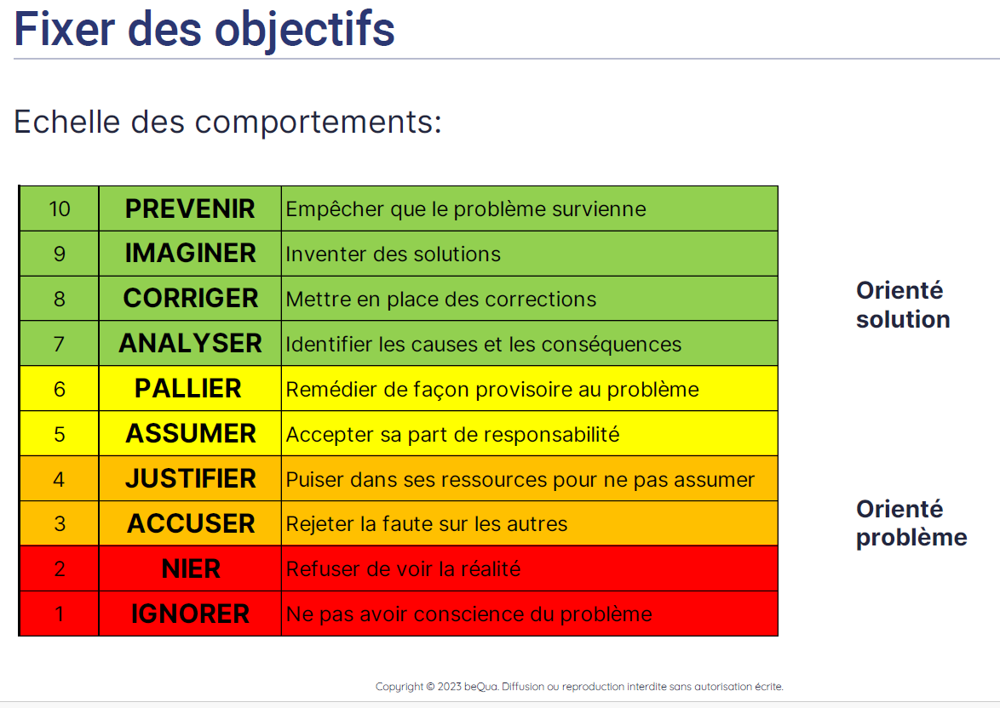 Fixer des objectifs
Echelle des comportements:
10 PREVENIR Empêcher que le problème survienne
9 IMAGINER Inventer des solutions
8 CORRIGER Mettre en place des corrections
7 ANALYSER Identifier les causes et les conséquences
6 PALLIER Remédier de façon provisoire au problème
5 ASSUMER Accepter sa part de responsabilité
4 JUSTIFIER Puiser dans ses ressources pour ne pas assumer
3 ACCUSER Rejeter la faute sur les autres
2 NIER Refuser de voir la réalité
1 IGNORER Ne pas avoir conscience du problème
Orienté
solution
Orienté
problème
Copyright © 2023 beQua. Diffusion ou reproduction interdite sans autorisation écrite.